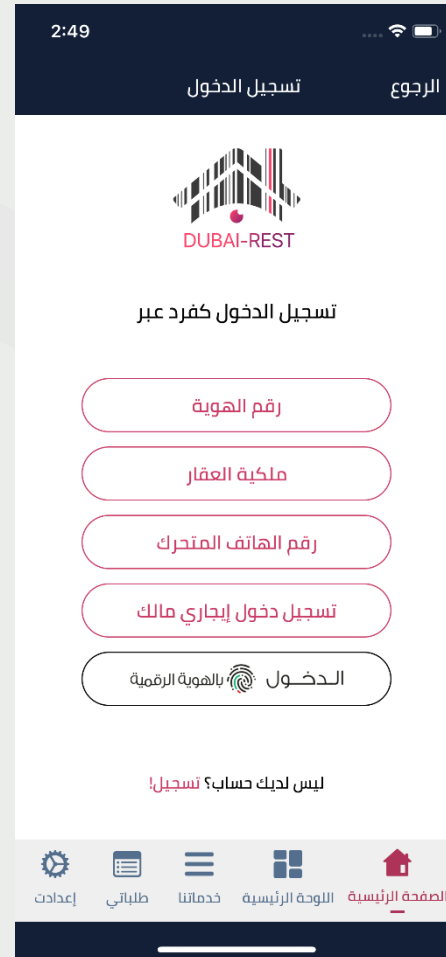 2:49
الرجوع
تسجيل الدخول
DUBAI-REST
تسجيل الدخول كفرد عبر
رقم الهوية
ملكية العقار
رقم الهاتف المتحرك
تسجيل دخول إيجاري مالك
الـدخــول بالهوية الرقمية
ليس لديك حساب؟ تسجيل!
الصفحة الرئيسية
اللوحة الرئيسية
خدماتنا
طلباتي
إعدادت